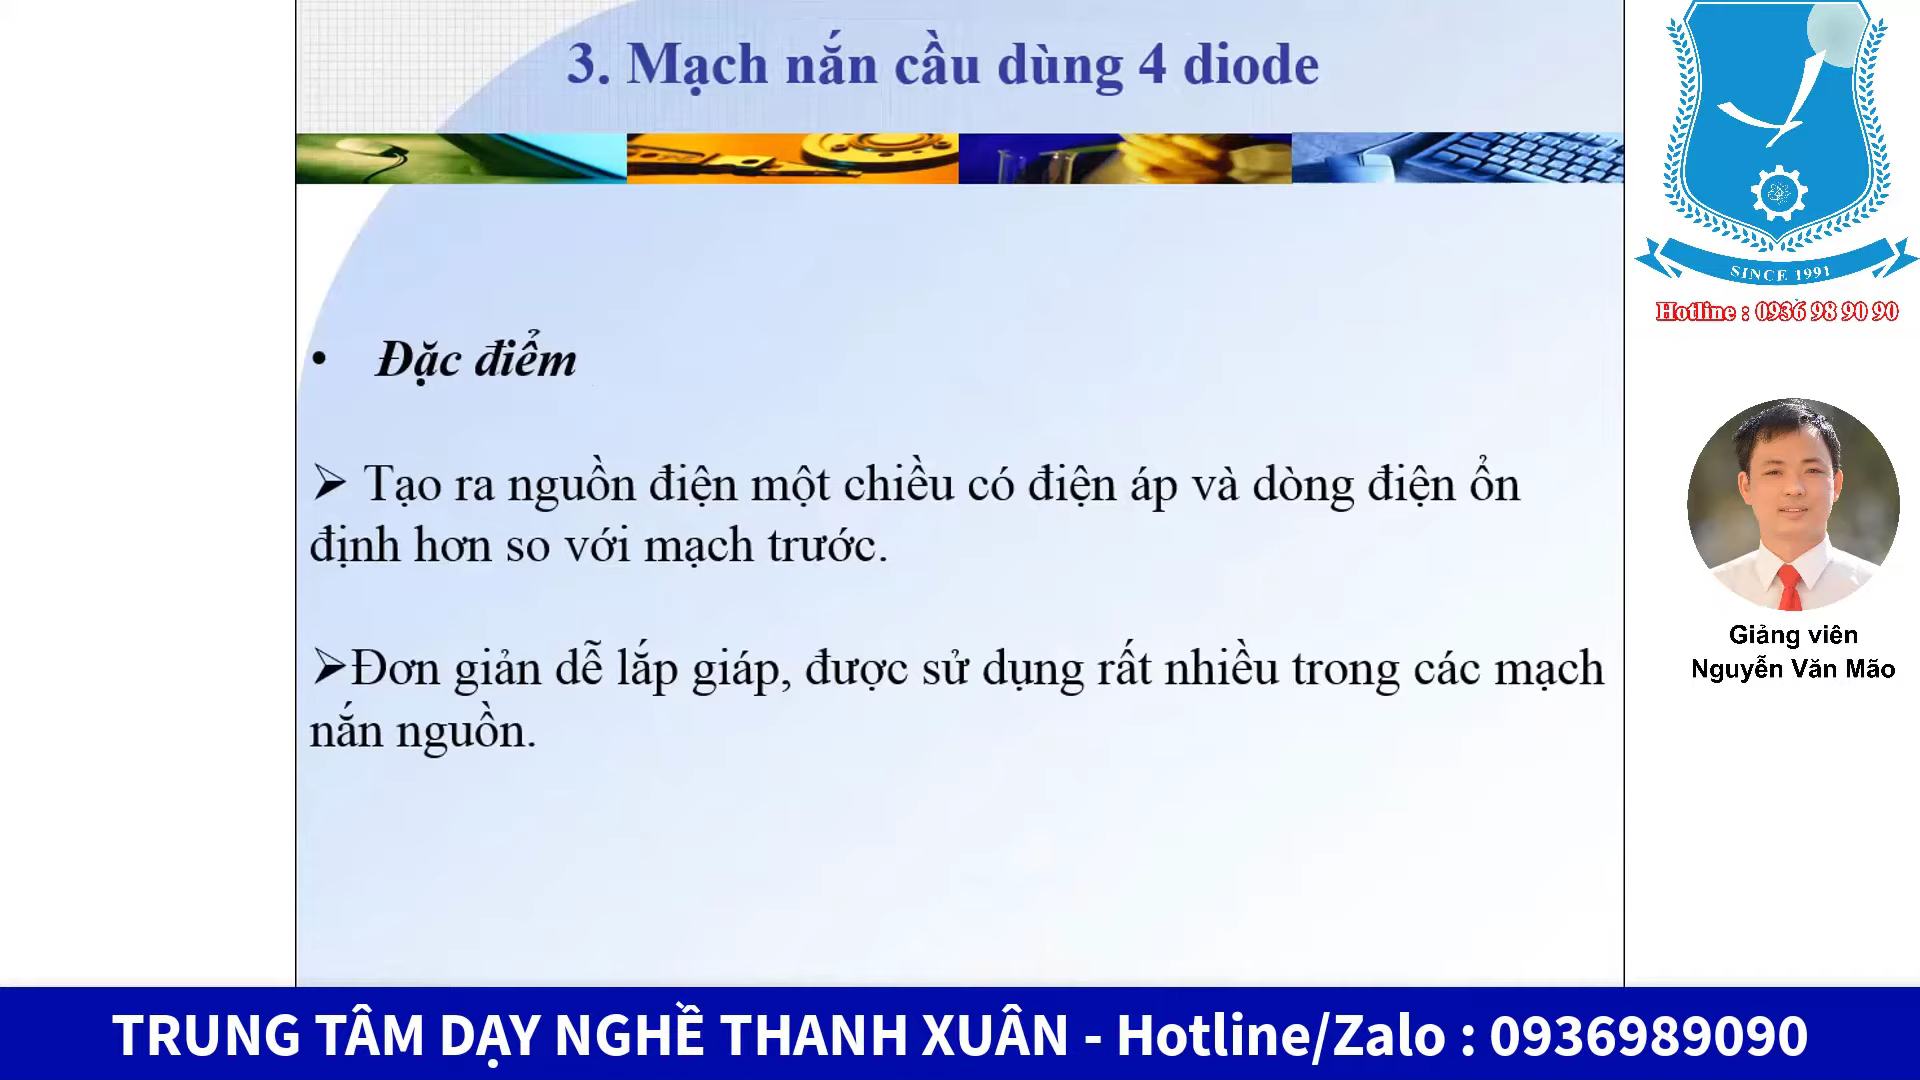 3. Mạch nắn cầu dùng 4 diode
SINCE 1991
Hotline : 0936 98 90 90
• Đặc điểm
➢ Tạo ra nguồn điện một chiều có điện áp và dòng điện ổn
định hơn so với mạch trước.
➢Đơn giản dễ lắp giáp, được sử dụng rất nhiều trong các mạch
nắn nguồn.
Giảng viên
Nguyễn Văn Mão
TRUNG TÂM DẠY NGHỀ THANH XUÂN - Hotline/Zalo : 0936989090